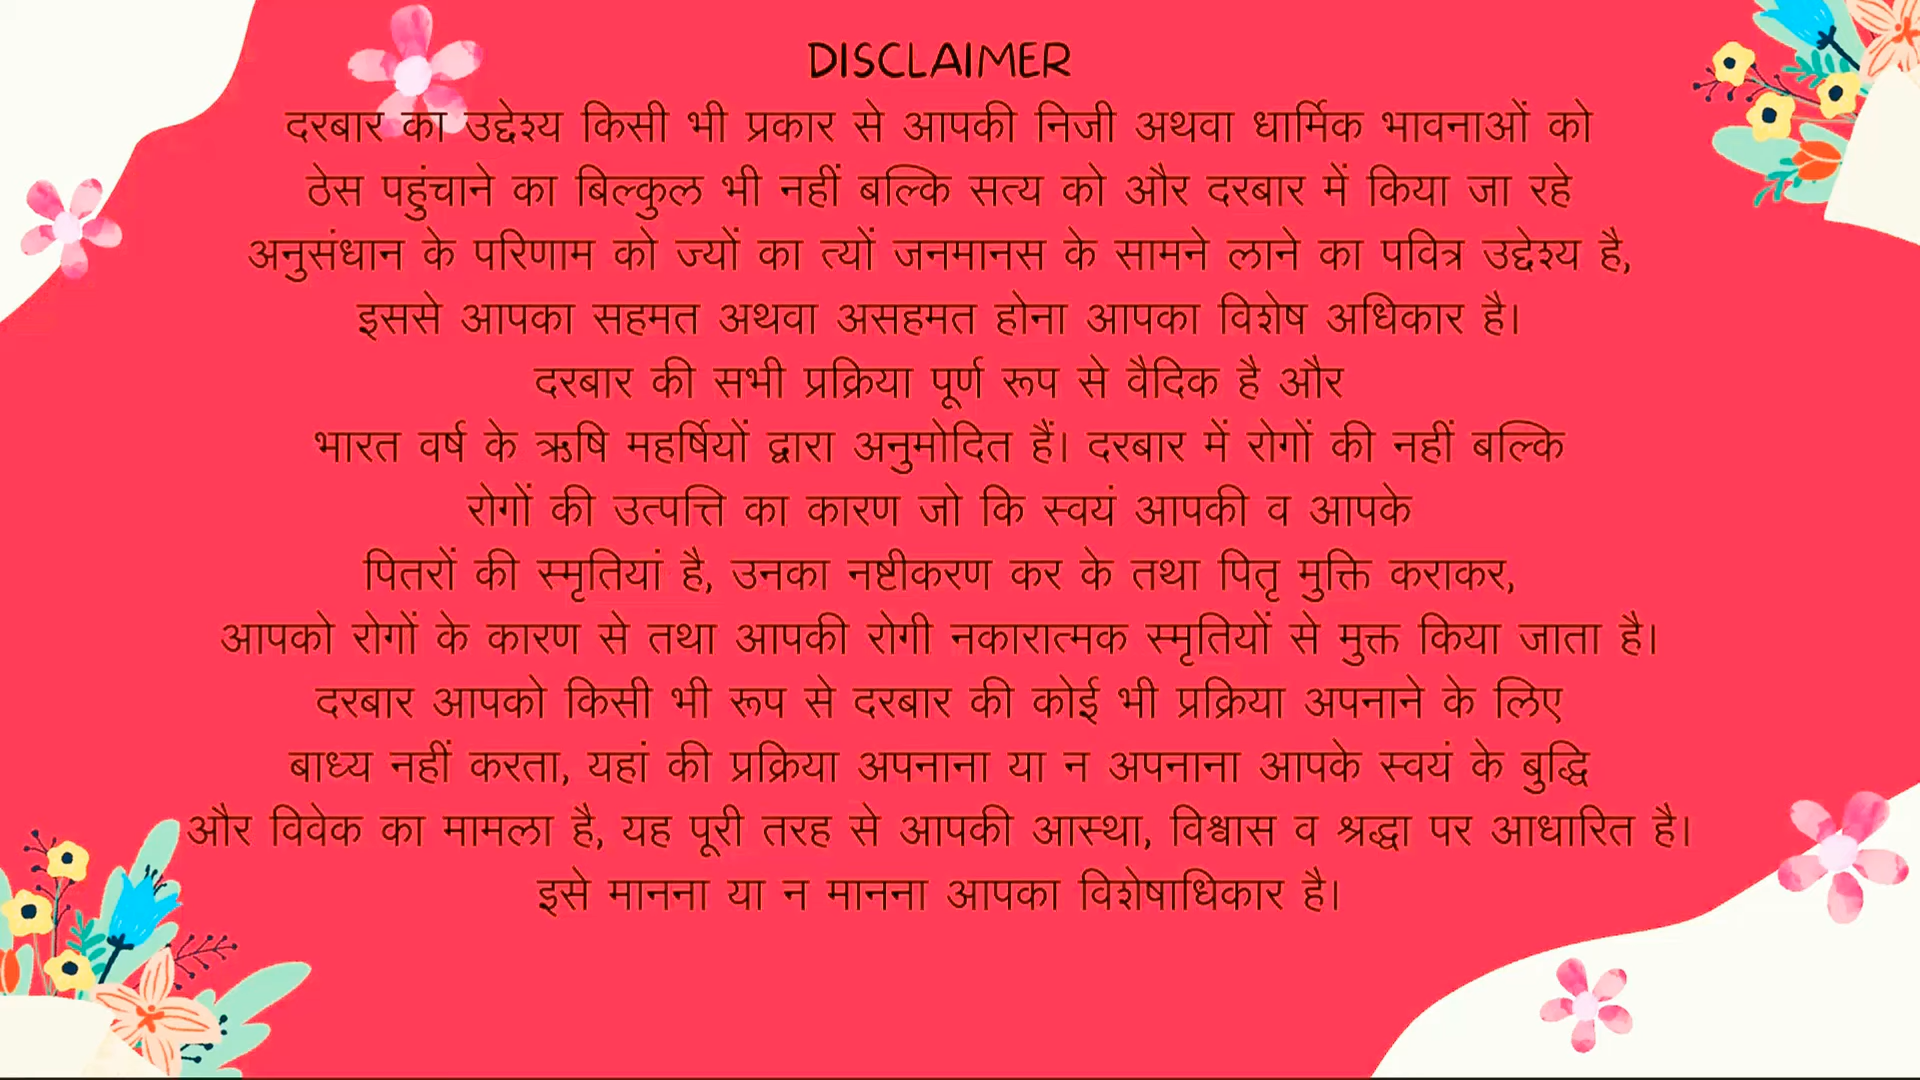 DISCLAIMER
दरबार का उद्देश्य किसी भी प्रकार से आपकी निजी अथवा धार्मिक भावनाओं को
ठेस पहुंचाने का बिल्कुल भी नहीं बल्कि सत्य को और दरबार में किया जा रहे
अनुसंधान के परिणाम को ज्यों का त्यों जनमानस के सामने लाने का पवित्र उद्देश्य है,
इससे आपका सहमत अथवा असहमत होना आपका विशेष अधिकार है।
दरबार की सभी प्रक्रिया पूर्ण रूप से वैदिक है और
भारत वर्ष के ऋषि महर्षियों द्वारा अनुमोदित हैं। दरबार में रोगों की नहीं बल्कि
रोगों की उत्पत्ति का कारण जो कि स्वयं आपकी व आपके
पितरों की स्मृतियां है, उनका नष्टीकरण कर के तथा पितृ मुक्ति कराकर,
आपको रोगों के कारण से तथा आपकी रोगी नकारात्मक स्मृतियों से मुक्त किया जाता है।
दरबार आपको किसी भी रूप से दरबार की कोई भी प्रक्रिया अपनाने के लिए
बाध्य नहीं करता, यहां की प्रक्रिया अपनाना या न अपनाना आपके स्वयं के बुद्धि
और विवेक का मामला है, यह पूरी तरह से आपकी आस्था, विश्वास व श्रद्धा पर आधारित है।
इसे मानना या न मानना आपका विशेषाधिकार है।